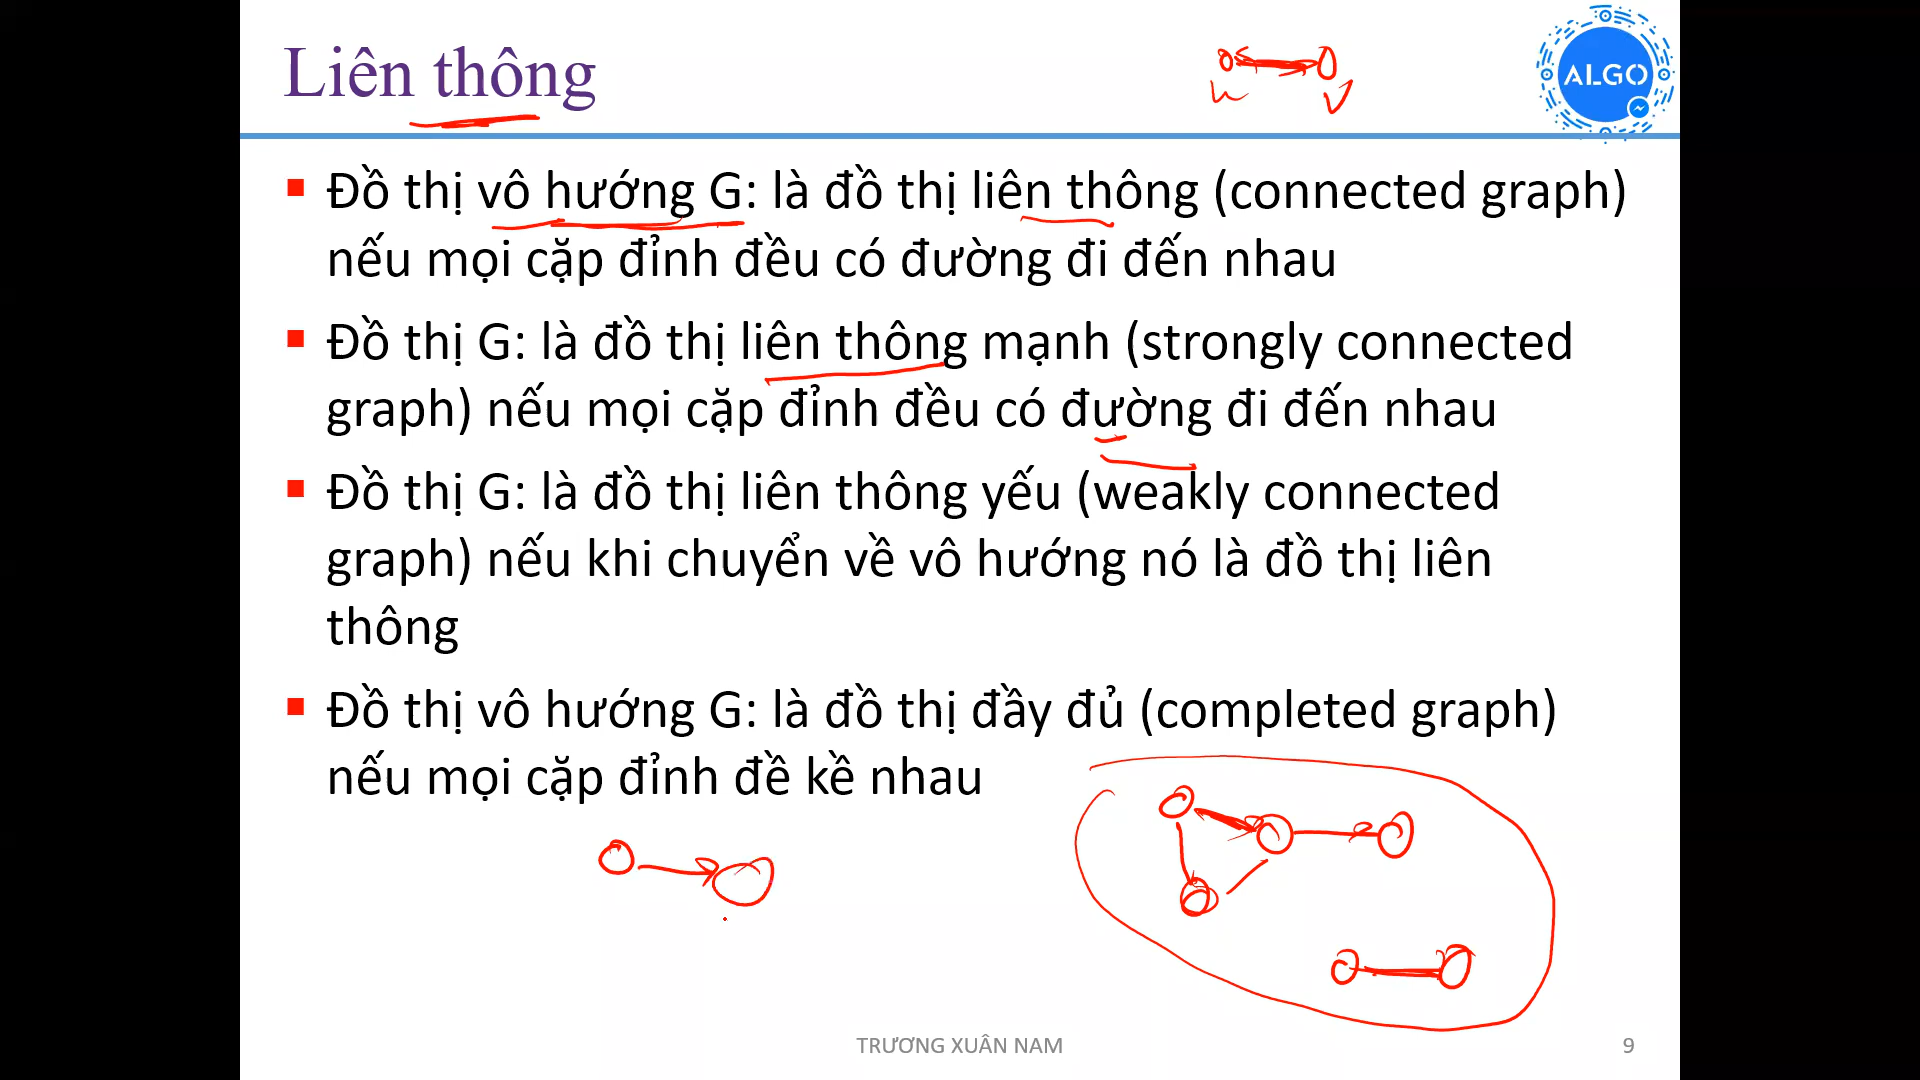 Liên thông
u v
ALGO
Đồ thị vô hướng G: là đồ thị liên thông (connected graph)
nếu mọi cặp đỉnh đều có đường đi đến nhau
Đồ thị G: là đồ thị liên thông mạnh (strongly connected
graph) nếu mọi cặp đỉnh đều có đường đi đến nhau
Đồ thị G: là đồ thị liên thông yếu (weakly connected
graph) nếu khi chuyển về vô hướng nó là đồ thị liên
thông
Đồ thị vô hướng G: là đồ thị đầy đủ (completed graph)
nếu mọi cặp đỉnh đề kề nhau
TRƯƠNG XUÂN NAM
9